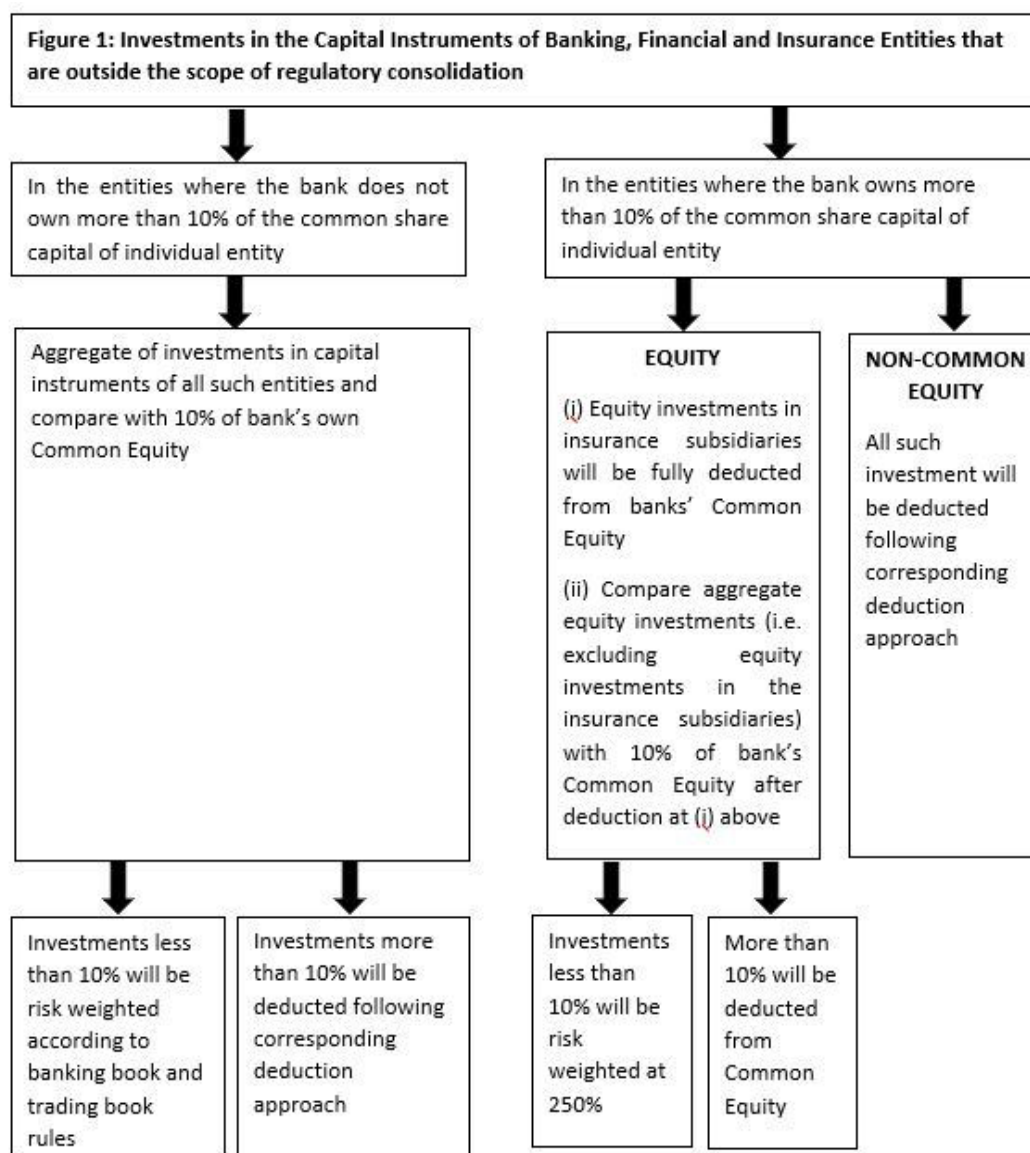 Figure 1: Investments in the Capital Instruments of Banking, Financial and Insurance Entities that
are outside the scope of regulatory consolidation
In the entities where the bank does not
own more than 10% of the common share
capital of individual entity
In the entities where the bank owns more
than 10% of the common share capital of
individual entity
Aggregate of investments in capital
instruments of all such entities and
compare with 10% of bank's own
Common Equity
EQUITY
(i) Equity investments in
insurance subsidiaries
will be fully deducted
from banks' Common
Equity
(ii) Compare aggregate
equity investments (i.e.
excluding equity
investments in the
insurance subsidiaries)
with 10% of bank's
Common Equity after
deduction at (i) above
NON-COMMON
EQUITY
All such
investment will
be deducted
following
corresponding
deduction
approach
Investments less
than 10% will be
risk weighted
according to
banking book and
trading book
rules
Investments more
than 10% will be
deducted following
corresponding
deduction
approach
Investments
less than
10% will be
risk
weighted at
250%
More than
10% will be
deducted
from
Common
Equity